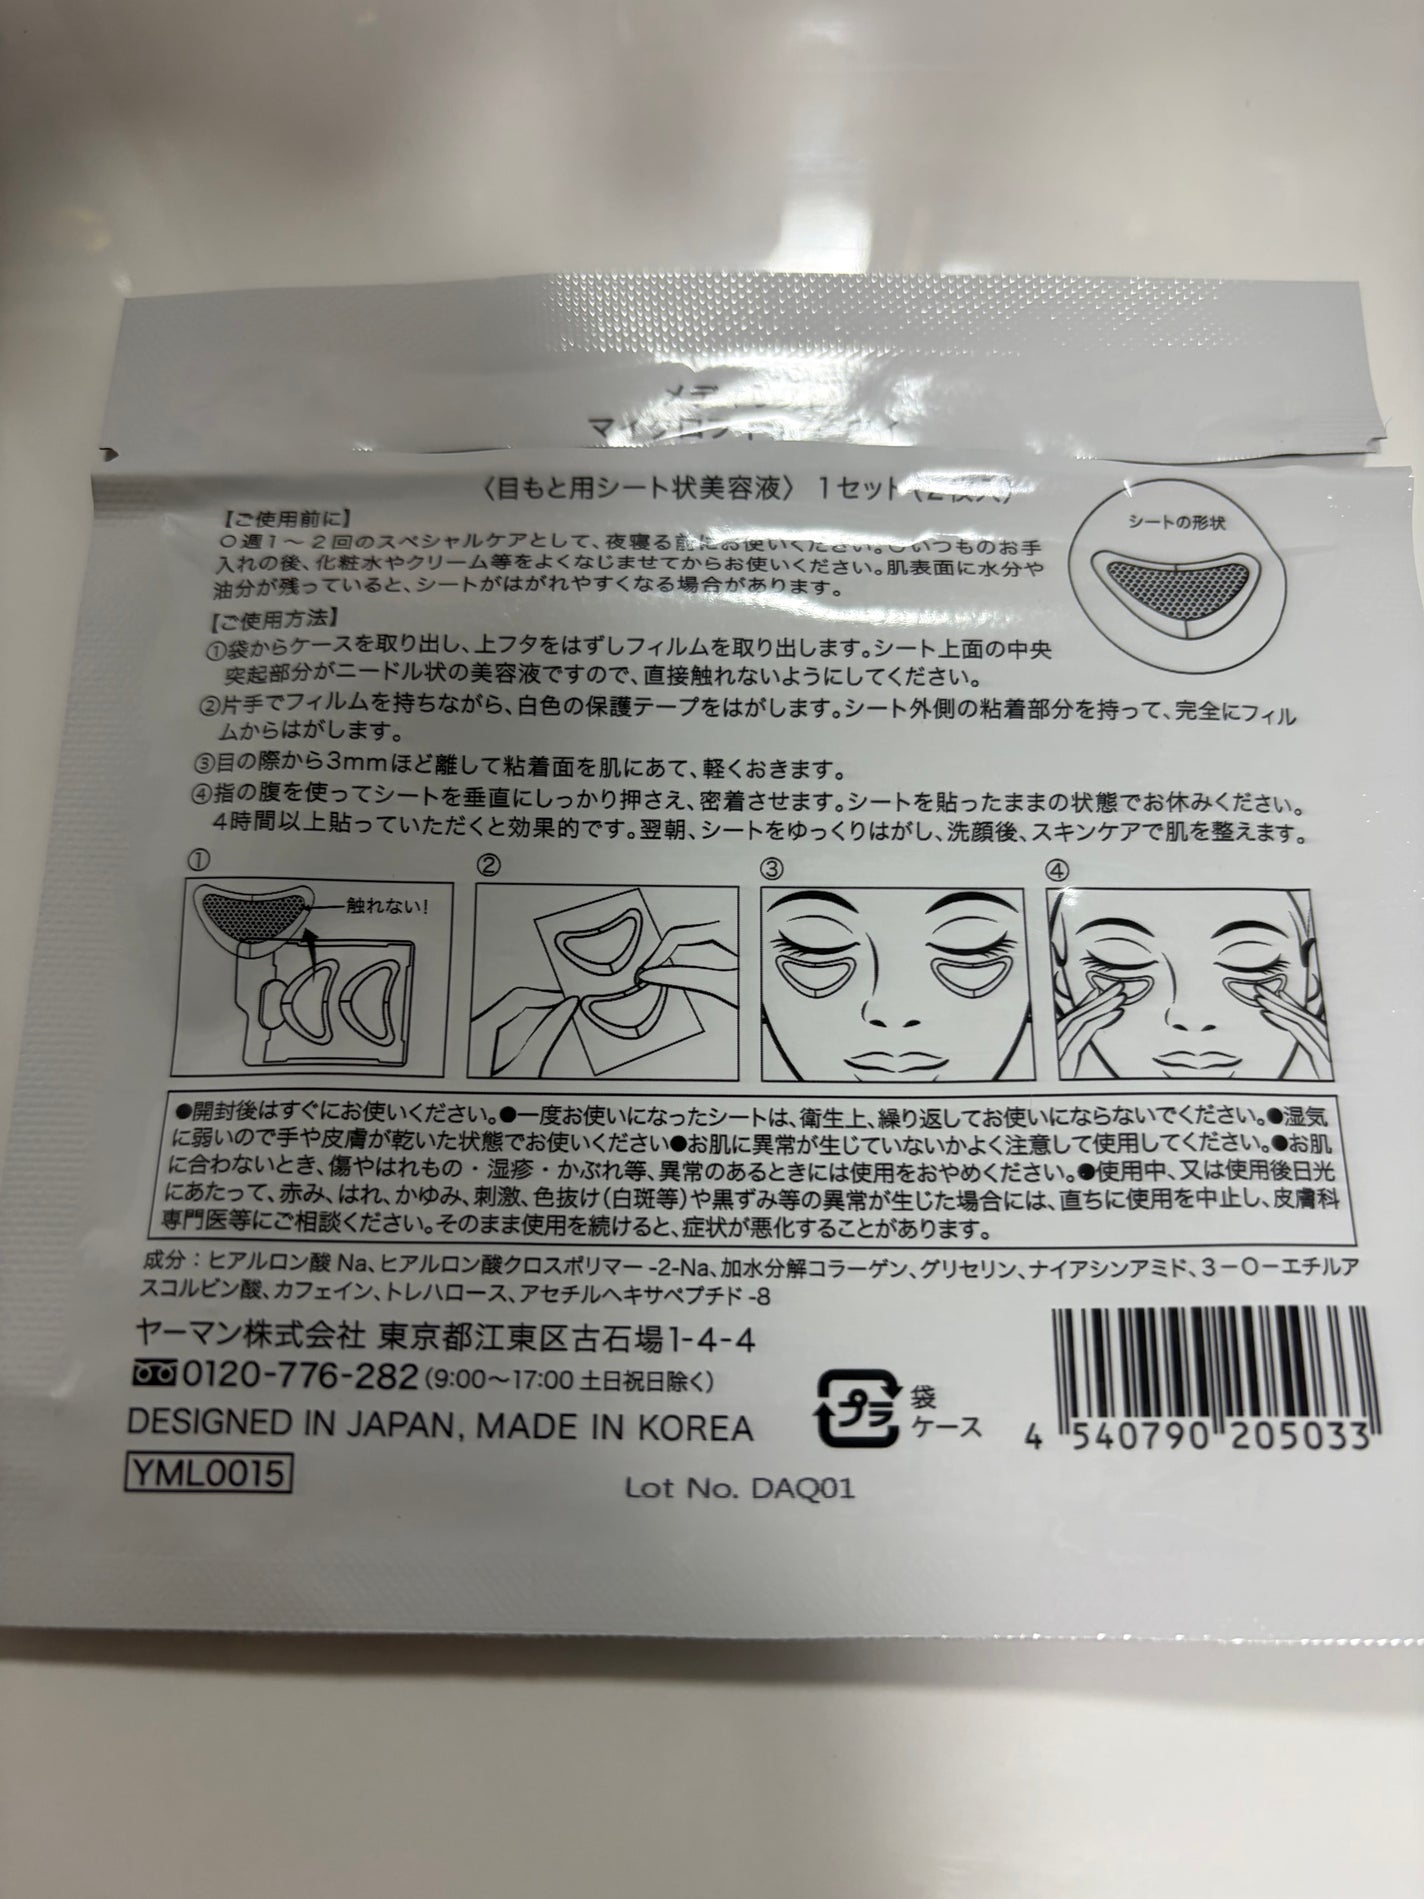 〈目もと用シート状美容液〉 1セット(2枚入)
シートの形状
【ご使用前に】
○週1～2回のスペシャルケアとして、夜寝る前にお使いください。○いつものお手
入れの後、化粧水やクリーム等をよくなじませてからお使いください。肌表面に水分や
油分が残っていると、シートがはがれやすくなる場合があります。
【ご使用方法】
①袋からケースを取り出し、上フタをはずしフィルムを取り出します。シート上面の中央
突起部分がニードル状の美容液ですので、直接触れないようにしてください。
②片手でフィルムを持ちながら、白色の保護テープをはがします。シート外側の粘着部分を持って、完全にフィル
ムからはがします。
③目の際から3mmほど離して粘着面を肌にあて、軽くおきます。
④指の腹を使ってシートを垂直にしっかり押さえ、密着させます。シートを貼ったままの状態でお休みください。
4時間以上貼っていただくと効果的です。翌朝、シートをゆっくりはがし、洗顔後、スキンケアで肌を整えます。
① ② ③ ④
触れない!
●開封後はすぐにお使いください。●一度お使いになったシートは、衛生上、繰り返してお使いにならないでください。●湿気
に弱いので手や皮膚が乾いた状態でお使いください●お肌に異常が生じていないかよく注意して使用してください。●お肌
に合わないとき、傷やはれもの・湿疹・かぶれ等、異常のあるときには使用をおやめください。●使用中、又は使用後日光
にあたって、赤み、はれ、かゆみ、刺激、色抜け(白斑等)や黒ずみ等の異常が生じた場合には、直ちに使用を中止し、皮膚科
専門医等にご相談ください。そのまま使用を続けると、症状が悪化することがあります。
成分：ヒアルロン酸 Na、ヒアルロン酸クロスポリマー -2-Na、加水分解コラーゲン、グリセリン、ナイアシンアミド、3－O－エチルア
スコルビン酸、カフェイン、トレハロース、アセチルヘキサペプチド -8
ヤーマン株式会社 東京都江東区古石場1-4-4
0120-776-282(9:00～17:00 土日祝日除く)
DESIGNED IN JAPAN, MADE IN KOREA
YML0015
プラ
袋
ケース
4 540790 205033
Lot No. DAQ01